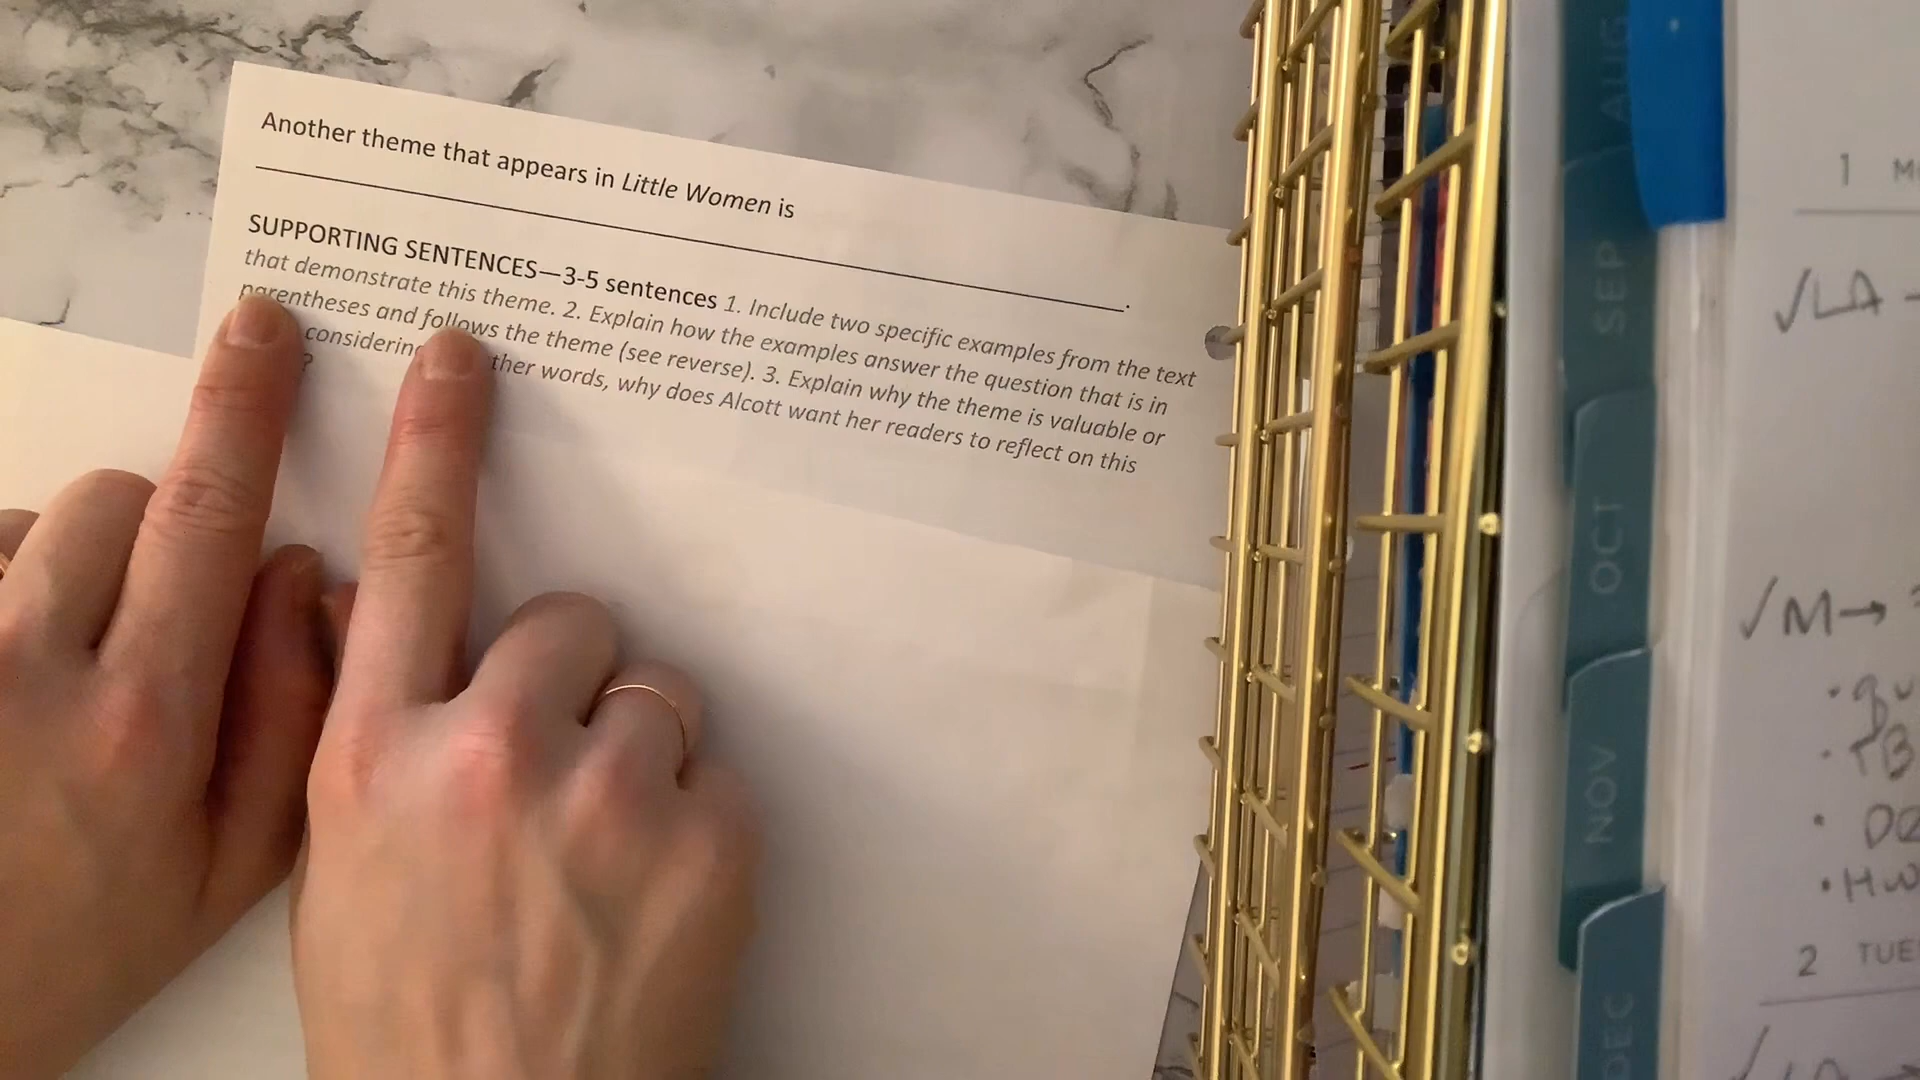 Another theme that appears in Little Women is
.
SUPPORTING SENTENCES—3-5 sentences 1. Include two specific examples from the text
that demonstrate this theme. 2. Explain how the examples answer the question that is in
parentheses and follows the theme (see reverse). 3. Explain why the theme is valuable or
considering ther words, why does Alcott want her readers to reflect on this
?
AUG
SEP
OCT
NOV
DEC
1 M
√LA -
√M→
• qu
•
• HW
2 TUE